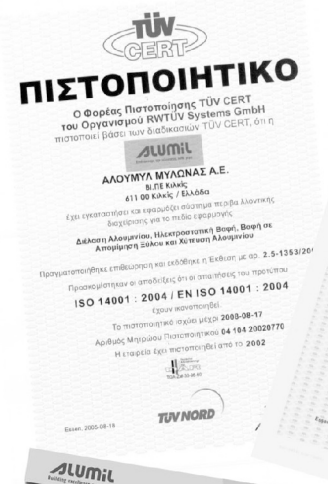 TÜV
CERT
ΠΙΣΤΟΠΟΙΗΤΙΚΟ
Ο Φορέας Πιστοποίησης TÜV CERT
του Οργανισμού RWTÜV Systems GmbH
πιστοποιεί βάσει των διαδικασιών TÜV CERT, ότι η
ALUMIL
ΑΛΟΥΜΥΛ ΜΥΛΩΝΑΣ Α.Ε.
ΒΙ.ΠΕ Κιλκίς
611 00 Κιλκίς / Ελλάδα
έχει εγκαταστήσει και εφαρμόζει σύστημα περιβαλλοντικής
διαχείρισης για το πεδίο εφαρμογής
Διέλαση Αλουμινίου, Ηλεκτροστατική Βαφή, Βαφή σε
Απομίμηση Ξύλου και Χύτευση Αλουμινίου
Πραγματοποιήθηκε επιθεώρηση και εκδόθηκε η Εκθεση με αρ. 2.5-1353/200
Προσκομίστηκαν οι αποδείξεις ότι οι απαιτήσεις του προτύπου
ISO 14001 : 2004 / EN ISO 14001 : 2004
έχουν ικανοποιηθεί.
Το πιστοποιητικό ισχύει μέχρι 2008-08-17
Αριθμός Μητρώου Πιστοποιητικού 04 104 20020770
Η εταιρεία έχει πιστοποιηθεί από το 2002
Essen, 2005-08-18
TÜV NORD
ALUMIL